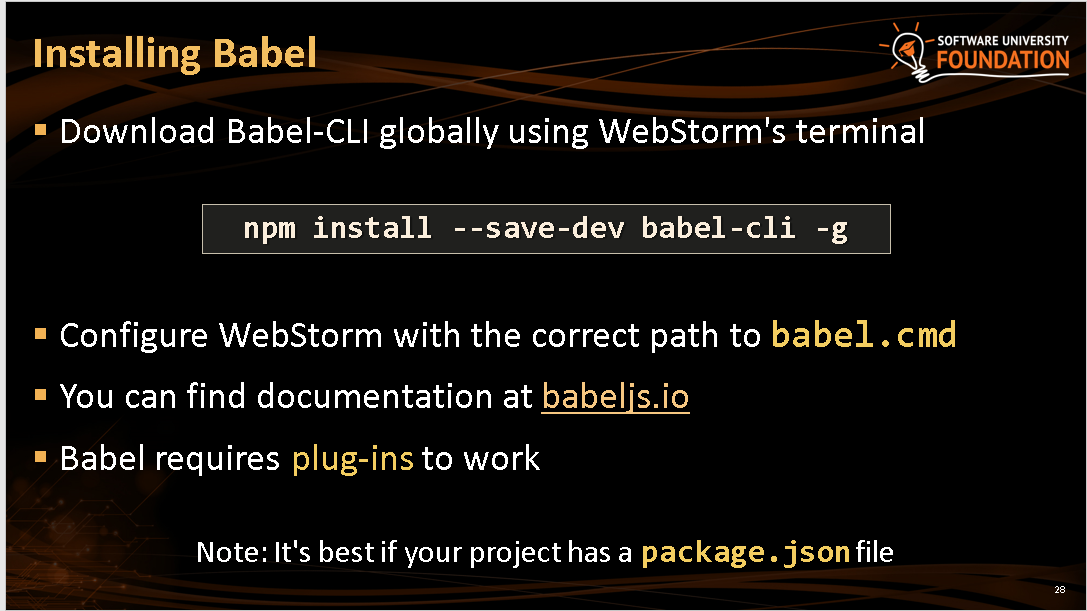 Installing Babel
SOFTWARE UNIVERSITY
FOUNDATION
▪ Download Babel-CLI globally using WebStorm's terminal
npm install --save-dev babel-cli -g
▪ Configure WebStorm with the correct path to babel.cmd
▪ You can find documentation at babeljs.io
▪ Babel requires plug-ins to work
Note: It's best if your project has a package.json file
28